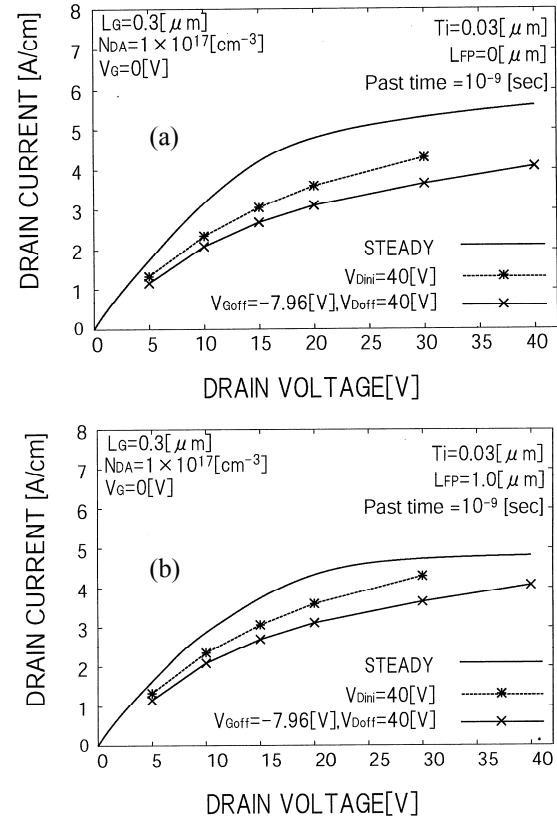 8
7
6
5
4
3
2
1
0
DRAIN CURRENT [A/cm]
LG=0.3[μm]
NDA=1×10¹⁷[cm⁻³]
VG=0[V]
Ti=0.03[μm]
LFP=0[μm]
Past time =10⁻⁹ [sec]
(a)
STEADY
VDini=40[V]
VGoff=-7.96[V],VDoff=40[V]
0 5 10 15 20 25 30 35 40
DRAIN VOLTAGE[V]
8
7
6
5
4
3
2
1
0
DRAIN CURRENT [A/cm]
LG=0.3[μm]
NDA=1×10¹⁷[cm⁻³]
VG=0[V]
Ti=0.03[μm]
LFP=1.0[μm]
Past time =10⁻⁹ [sec]
(b)
STEADY
VDini=40[V]
VGoff=-7.96[V],VDoff=40[V]
0 5 10 15 20 25 30 35 40
DRAIN VOLTAGE[V]